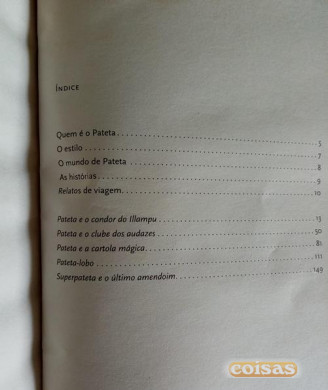 ÍNDICE
Quem é o Pateta . . . . . . . . . . . . . . . . . . . . . . . . . . . . . . . . . . . 5
O estilo . . . . . . . . . . . . . . . . . . . . . . . . . . . . . . . . . . . . . . . . 7
O mundo de Pateta . . . . . . . . . . . . . . . . . . . . . . . . . . . . . . . . 8
As histórias . . . . . . . . . . . . . . . . . . . . . . . . . . . . . . . . . . . . . 9
Relatos de viagem. . . . . . . . . . . . . . . . . . . . . . . . . . . . . . . . . 10
Pateta e o condor do Illampu . . . . . . . . . . . . . . . . . . . . . . . . 13
Pateta e o clube dos audazes . . . . . . . . . . . . . . . . . . . . . . . . 50
Pateta e a cartola mágica. . . . . . . . . . . . . . . . . . . . . . . . . . . 81
Pateta-lobo . . . . . . . . . . . . . . . . . . . . . . . . . . . . . . . . . . . . 111
Superpateta e o último amendoim. . . . . . . . . . . . . . . . . . . . 149
coisas